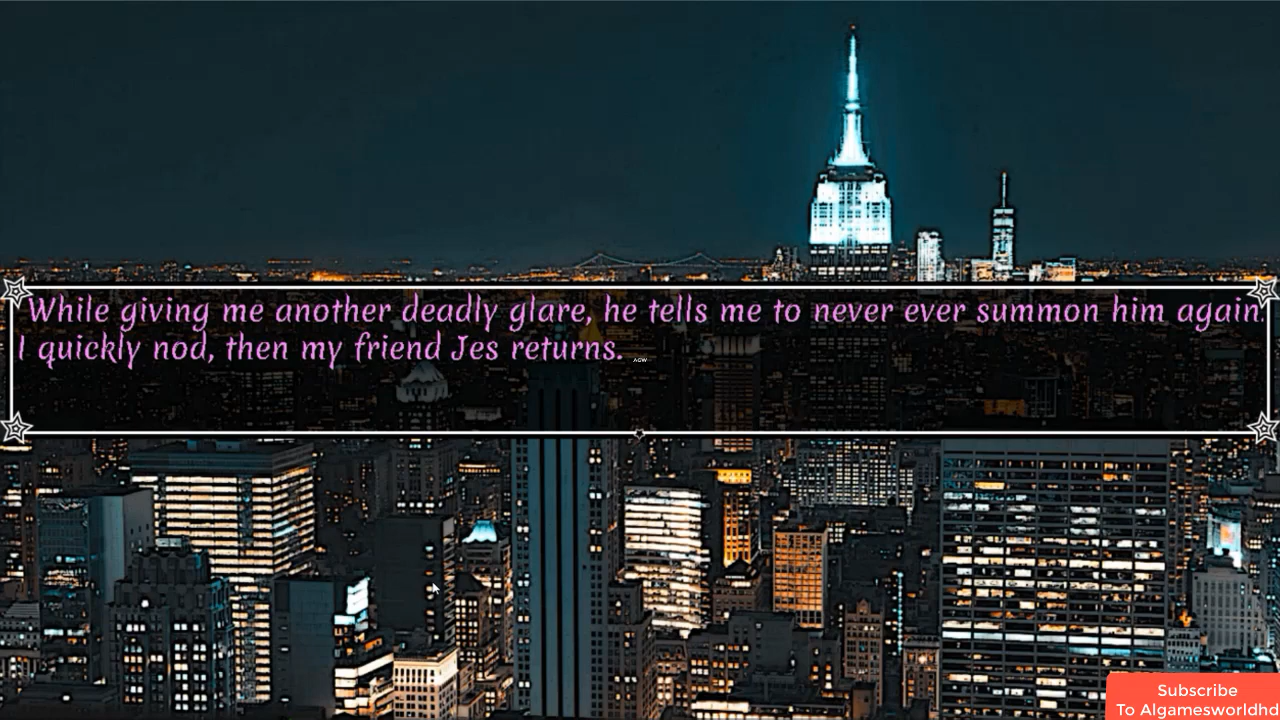 While giving me another deadly glare, he tells me to never ever summon him again.
I quickly nod, then my friend Jes returns.
AGW
Subscribe
To Algamesworldhd